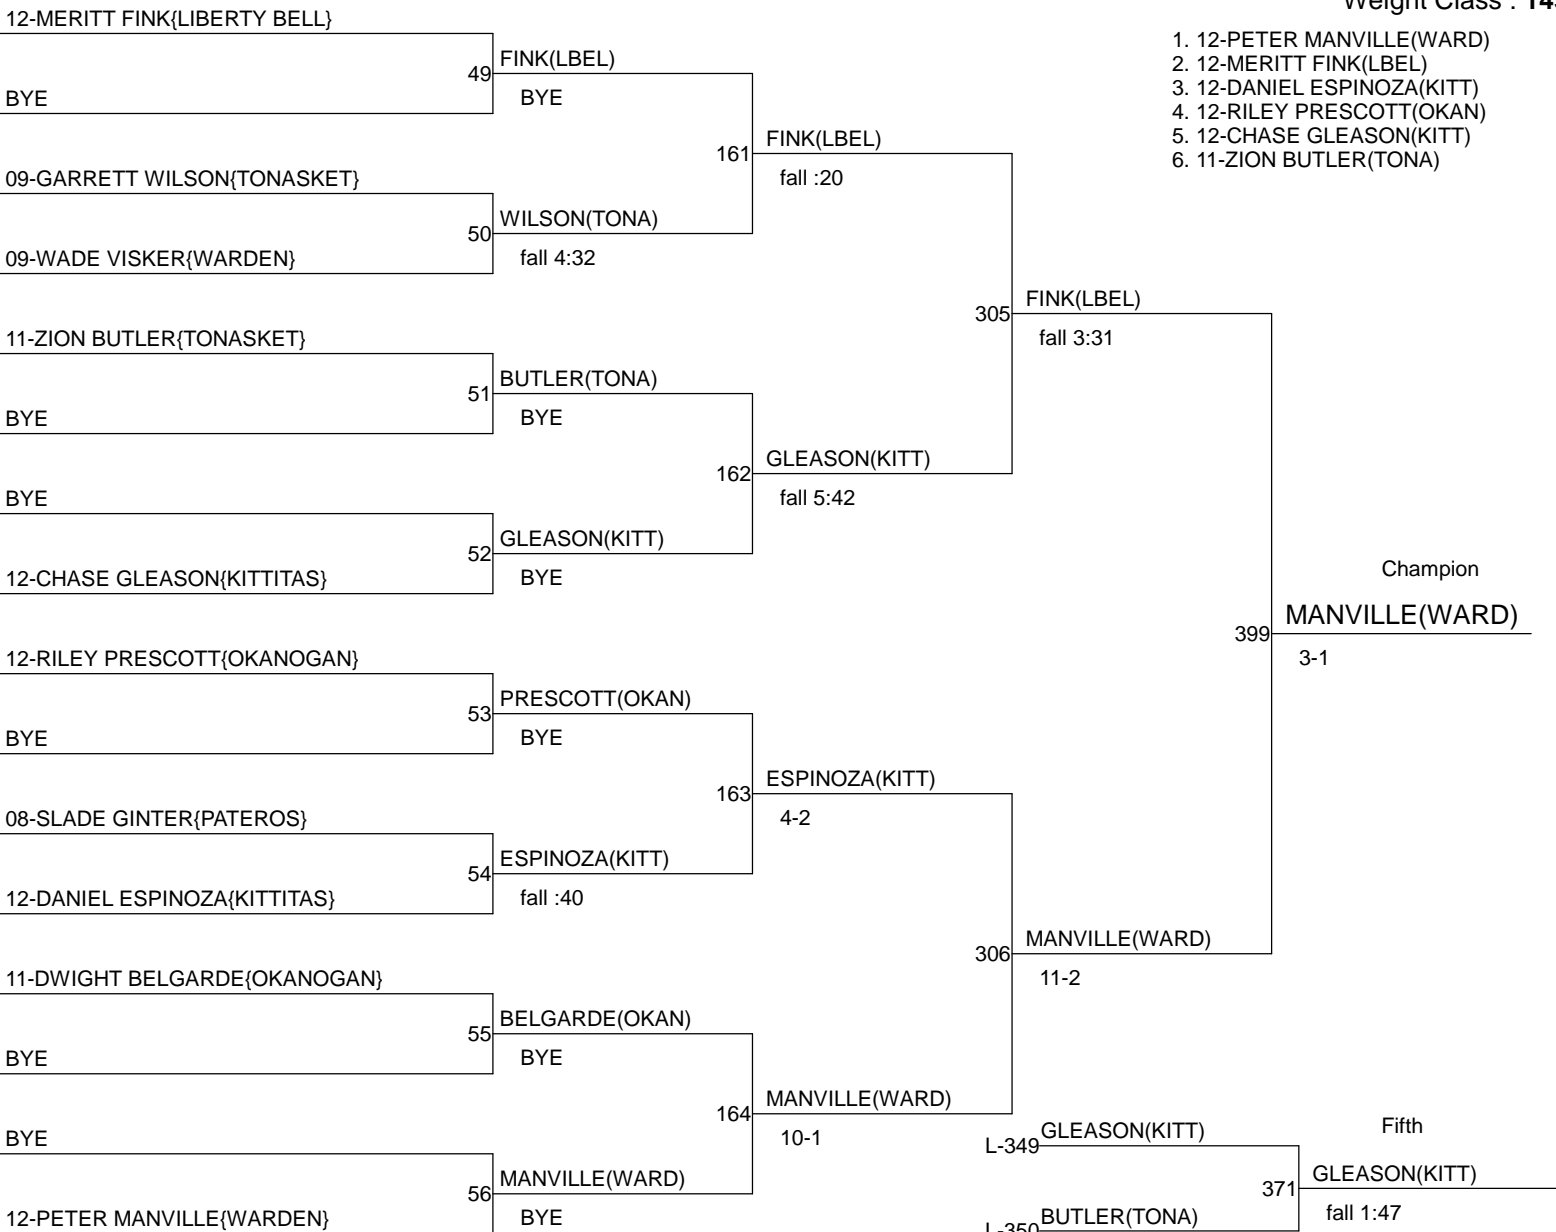 Weight Class :
1. 12-PETER MANVILLE(WARD)
2. 12-MERITT FINK(LBEL)
3. 12-DANIEL ESPINOZA(KITT)
4. 12-RILEY PRESCOTT(OKAN)
5. 12-CHASE GLEASON(KITT)
6. 11-ZION BUTLER(TONA)
12-MERITT FINK{LIBERTY BELL}
49
FINK(LBEL)
BYE
BYE
161
FINK(LBEL)
fall :20
09-GARRETT WILSON{TONASKET}
50
WILSON(TONA)
fall 4:32
09-WADE VISKER{WARDEN}
305
FINK(LBEL)
fall 3:31
11-ZION BUTLER{TONASKET}
51
BUTLER(TONA)
BYE
BYE
162
GLEASON(KITT)
fall 5:42
BYE
52
GLEASON(KITT)
BYE
12-CHASE GLEASON{KITTITAS}
Champion
399
MANVILLE(WARD)
3-1
12-RILEY PRESCOTT{OKANOGAN}
53
PRESCOTT(OKAN)
BYE
BYE
163
ESPINOZA(KITT)
4-2
08-SLADE GINTER{PATEROS}
54
ESPINOZA(KITT)
fall :40
12-DANIEL ESPINOZA{KITTITAS}
306
MANVILLE(WARD)
11-2
11-DWIGHT BELGARDE{OKANOGAN}
55
BELGARDE(OKAN)
BYE
BYE
164
MANVILLE(WARD)
10-1
BYE
56
MANVILLE(WARD)
BYE
12-PETER MANVILLE{WARDEN}
Fifth
L-349
GLEASON(KITT)
371
GLEASON(KITT)
fall 1:47
L-350
BUTLER(TONA)